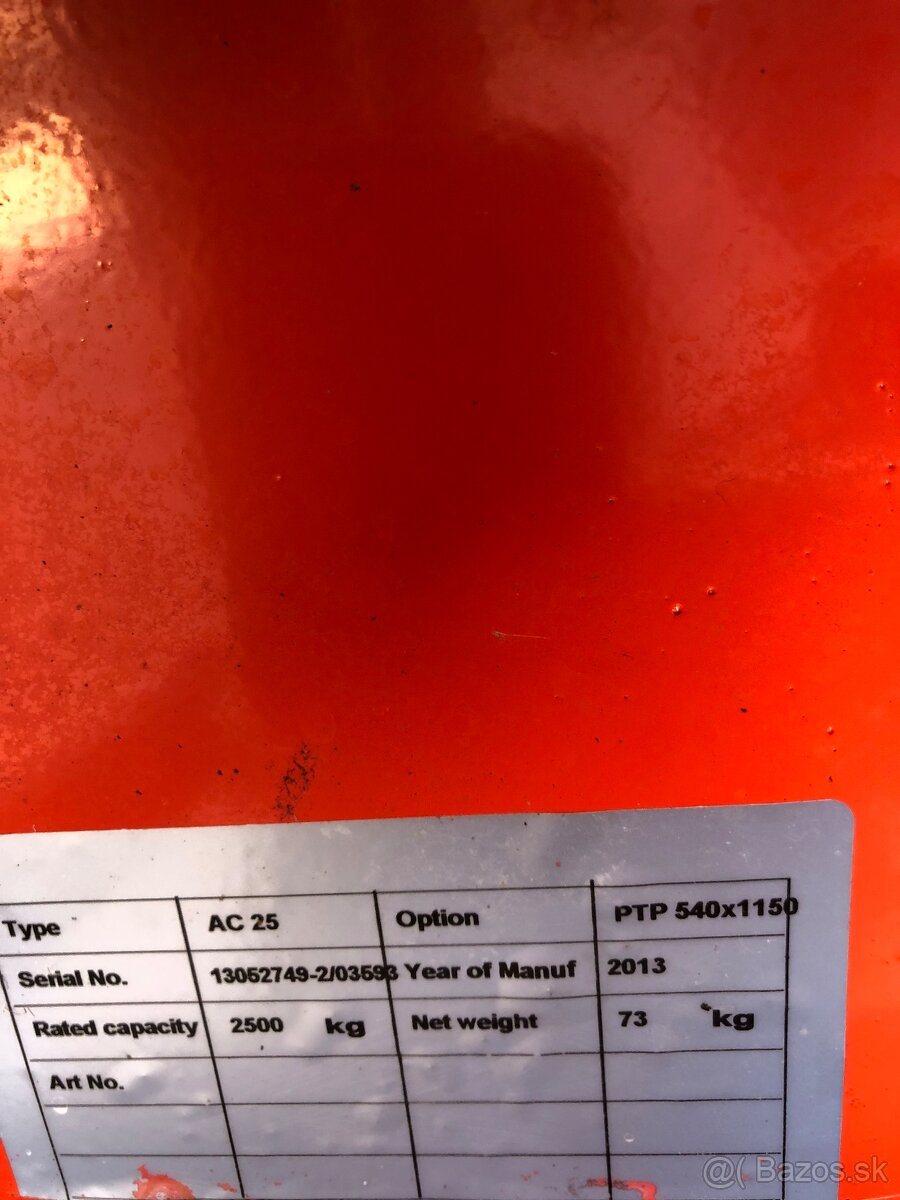 Type AC 25 Option PTP 540x1150
Serial No. 13052749-2/03593 Year of Manuf 2013
Rated capacity 2500 kg Net weight 73 kg
Art No.
@( Bazos.sk